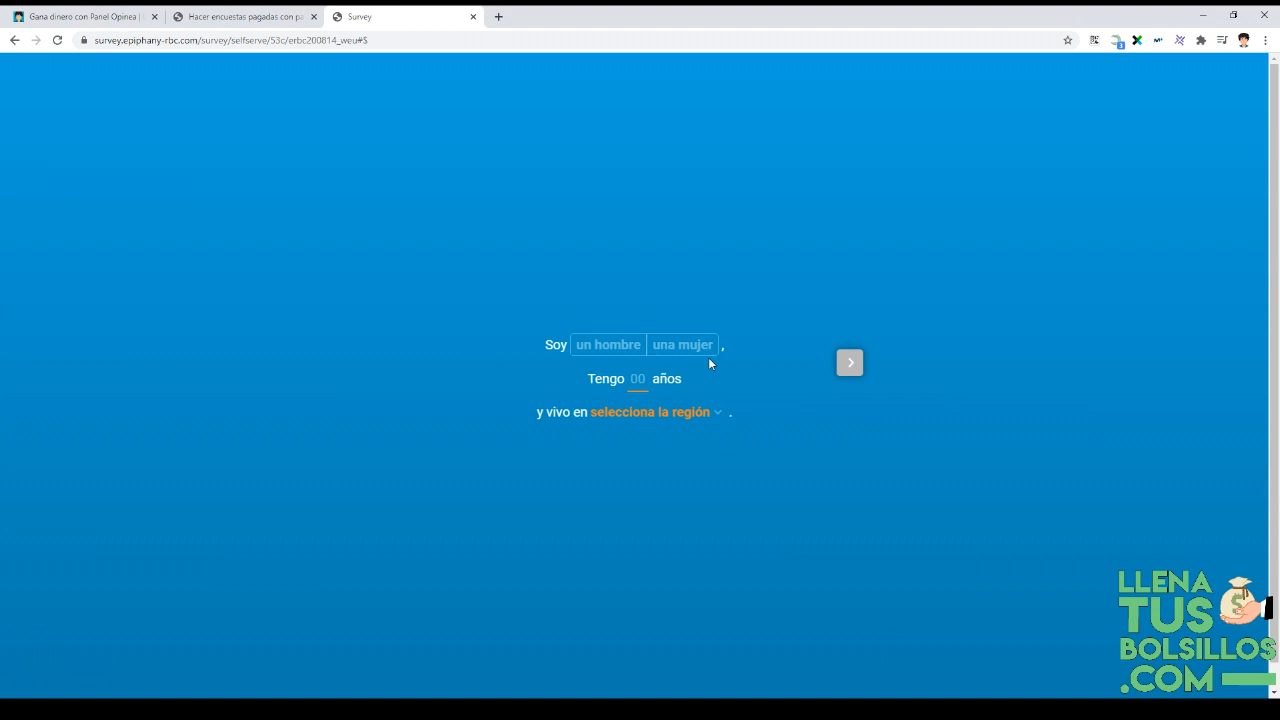 Gana dinero con Panel Opinea |
Hacer encuestas pagadas con pa
Survey
survey.epiphany-rbc.com/survey/selfserve/53c/erbc200814_weu#$
3
Soy un hombre una mujer ,
Tengo 00 años
y vivo en selecciona la región .
LLENA
TUS
BOLSILLOS
.COM